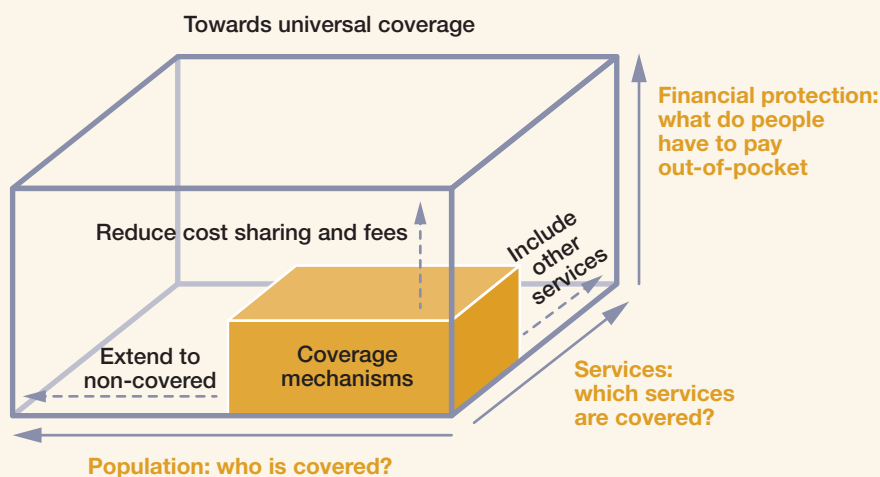 Towards universal coverage
Financial protection:
what do people
have to pay
out-of-pocket
Reduce cost sharing and fees
Include
other
services
Extend to
non-covered
Coverage
mechanisms
Services:
which services
are covered?
Population: who is covered?